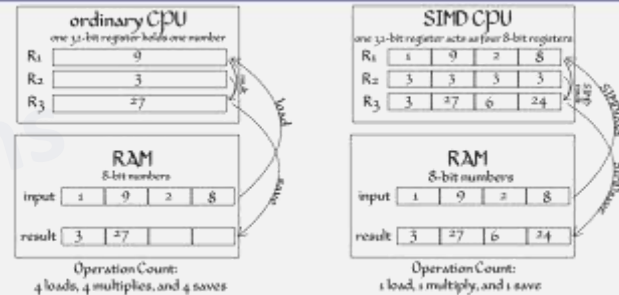 ordinary CPU
one 32-bit register holds one number
R1 9
R2 3
R3 27
load
save
RAM
8-bit numbers
input 1 9 2 8
result 3 27
Operation Count:
4 loads, 4 multiplies, and 4 saves
SIMD CPU
one 32-bit register acts as four 8-bit registers
R1 1 9 2 8
R2 3 3 3 3
R3 3 27 6 24
SIMD
RAM
8-bit numbers
input 1 9 2 8
result 3 27 6 24
Operation Count:
1 load, 1 multiply, and 1 save